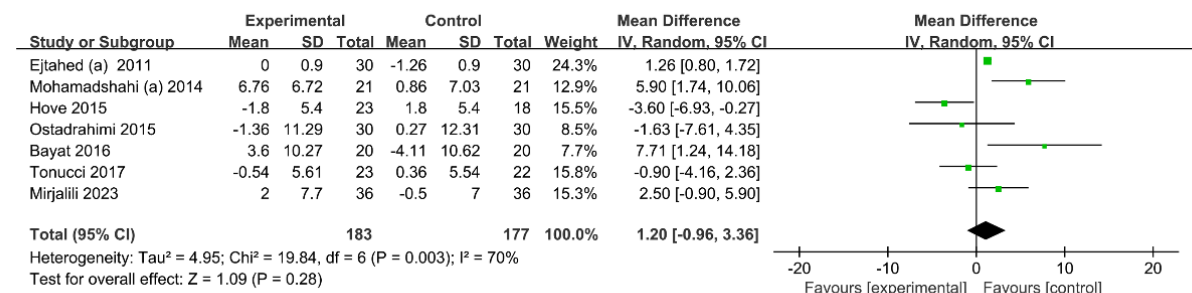 Experimental Control Mean Difference Mean Difference
Study or Subgroup Mean SD Total Mean SD Total Weight IV, Random, 95% CI IV, Random, 95% CI
Ejtahed (a) 2011 0 0.9 30 -1.26 0.9 30 24.3% 1.26 [0.80, 1.72]
Mohamadshahi (a) 2014 6.76 6.72 21 0.86 7.03 21 12.9% 5.90 [1.74, 10.06]
Hove 2015 -1.8 5.4 23 1.8 5.4 18 15.5% -3.60 [-6.93, -0.27]
Ostadrahimi 2015 -1.36 11.29 30 0.27 12.31 30 8.5% -1.63 [-7.61, 4.35]
Bayat 2016 3.6 10.27 20 -4.11 10.62 20 7.7% 7.71 [1.24, 14.18]
Tonucci 2017 -0.54 5.61 23 0.36 5.54 22 15.8% -0.90 [-4.16, 2.36]
Mirjalili 2023 2 7.7 36 -0.5 7 36 15.3% 2.50 [-0.90, 5.90]
Total (95% CI) 183 177 100.0% 1.20 [-0.96, 3.36]
Heterogeneity: Tau² = 4.95; Chi² = 19.84, df = 6 (P = 0.003); I² = 70%
Test for overall effect: Z = 1.09 (P = 0.28)
-20 -10 0 10 20
Favours [experimental] Favours [control]